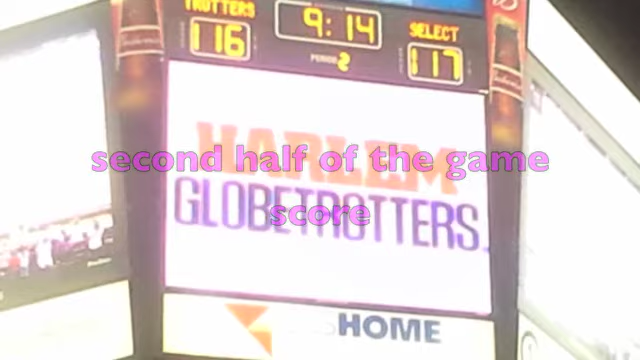 TROTTERS
9:14
SELECT
116
PERIOD 2
117
HARLEM
GLOBETROTTERS
second half of the game
score
HOME